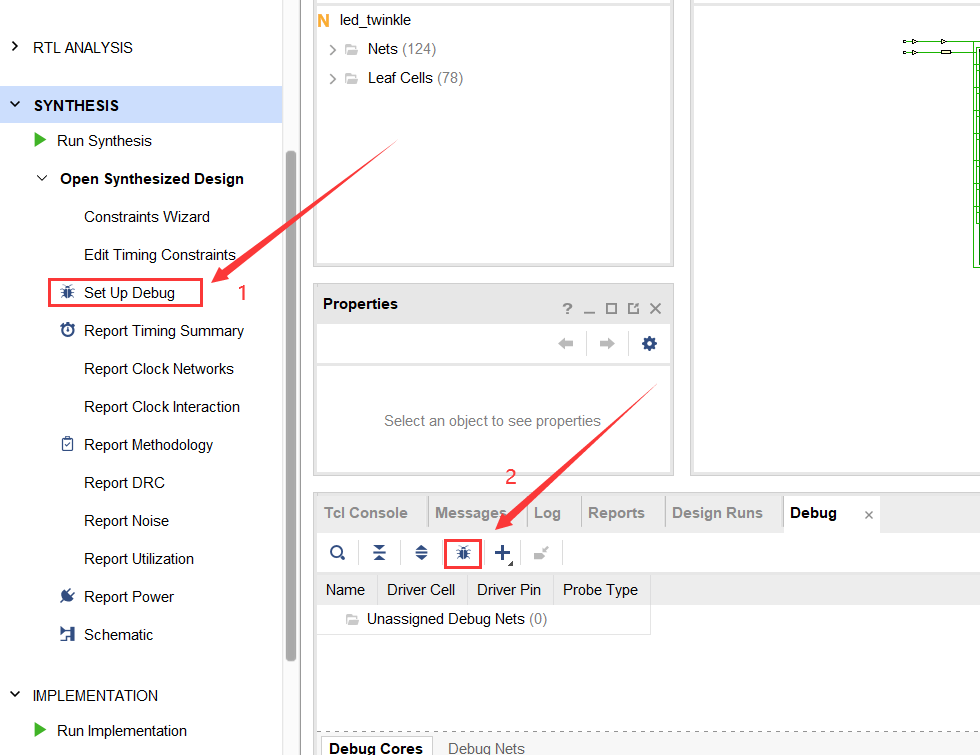 RTL ANALYSIS
SYNTHESIS
Run Synthesis
Open Synthesized Design
Constraints Wizard
Edit Timing Constraints
Set Up Debug
1
Report Timing Summary
Report Clock Networks
Report Clock Interaction
Report Methodology
Report DRC
Report Noise
Report Utilization
Report Power
Schematic
IMPLEMENTATION
Run Implementation
N led_twinkle
Nets (124)
Leaf Cells (78)
Properties
?
Select an object to see properties
2
Tcl Console Messages Log Reports Design Runs Debug
Name Driver Cell Driver Pin Probe Type
Unassigned Debug Nets (0)
Debug Cores Debug Nets